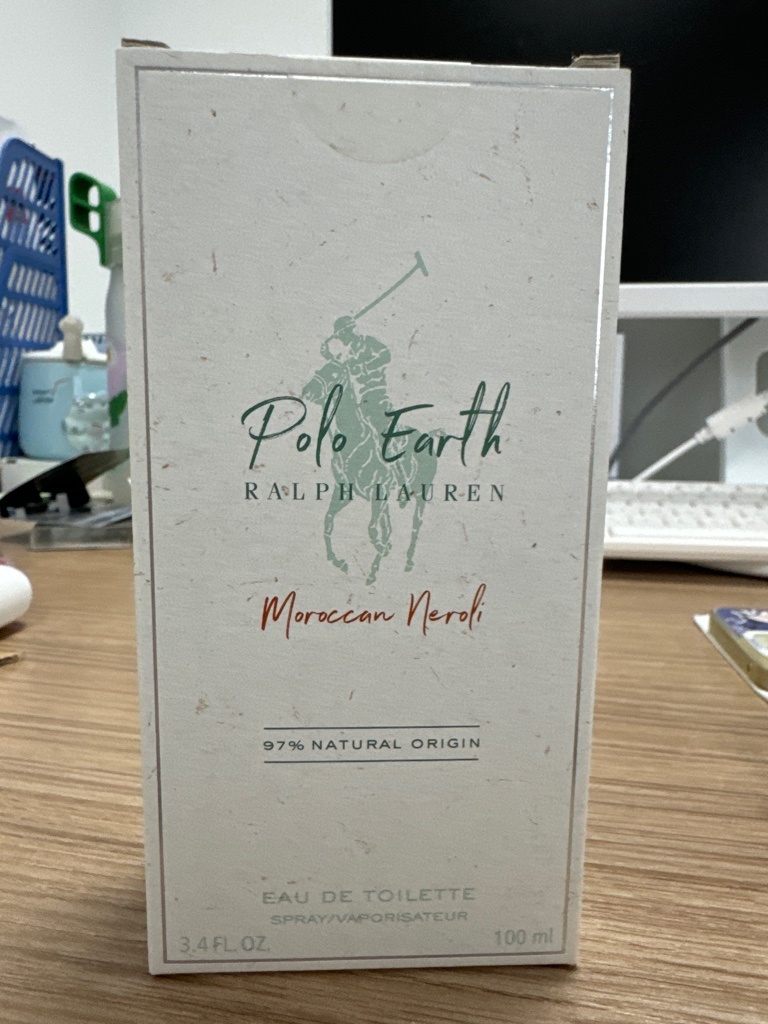 Polo Earth
RALPH LAUREN
Moroccan Neroli
97% NATURAL ORIGIN
EAU DE TOILETTE
SPRAY/VAPORISATEUR
3.4 FL. OZ.
100 ml